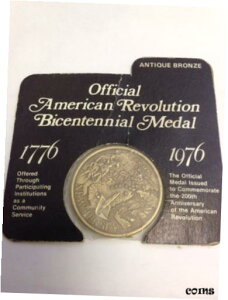 ANTIQUE BRONZE
Official
American Revolution
Bicentennial Medal
1776
1976
Offered
Through
Participating
Institutions
as a
Community
Service
The Official
Medal Issued
to Commemorate
the 200th
Anniversary
of the American
Revolution
coins